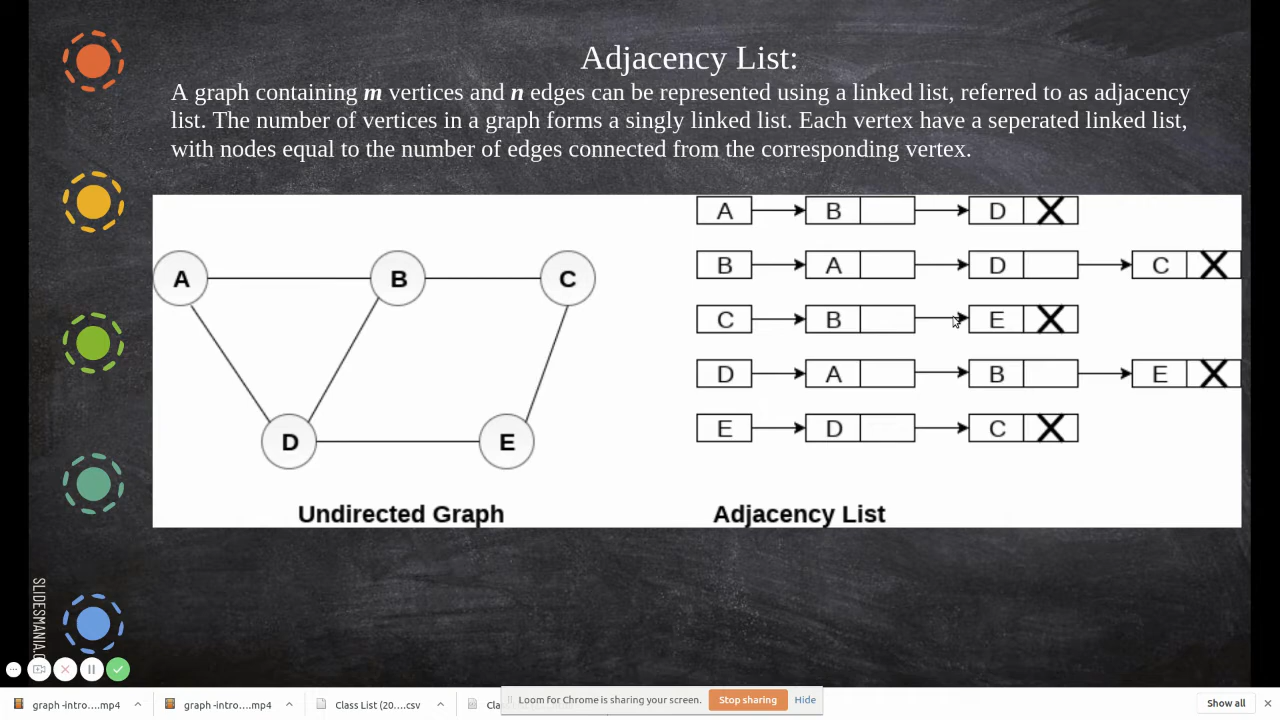 Adjacency List:
A graph containing m vertices and n edges can be represented using a linked list, referred to as adjacency
list. The number of vertices in a graph forms a singly linked list. Each vertex have a seperated linked list,
with nodes equal to the number of edges connected from the corresponding vertex.
A B D X
B A D C X
C B E X
D A B E X
E D C X
A B C
D E
Undirected Graph
Adjacency List
SLIDESMANIA.C
graph-intro....mp4
graph -intro....mp4
Class List (20....csv
Loom for Chrome is sharing your screen.
Stop sharing
Hide
Show all